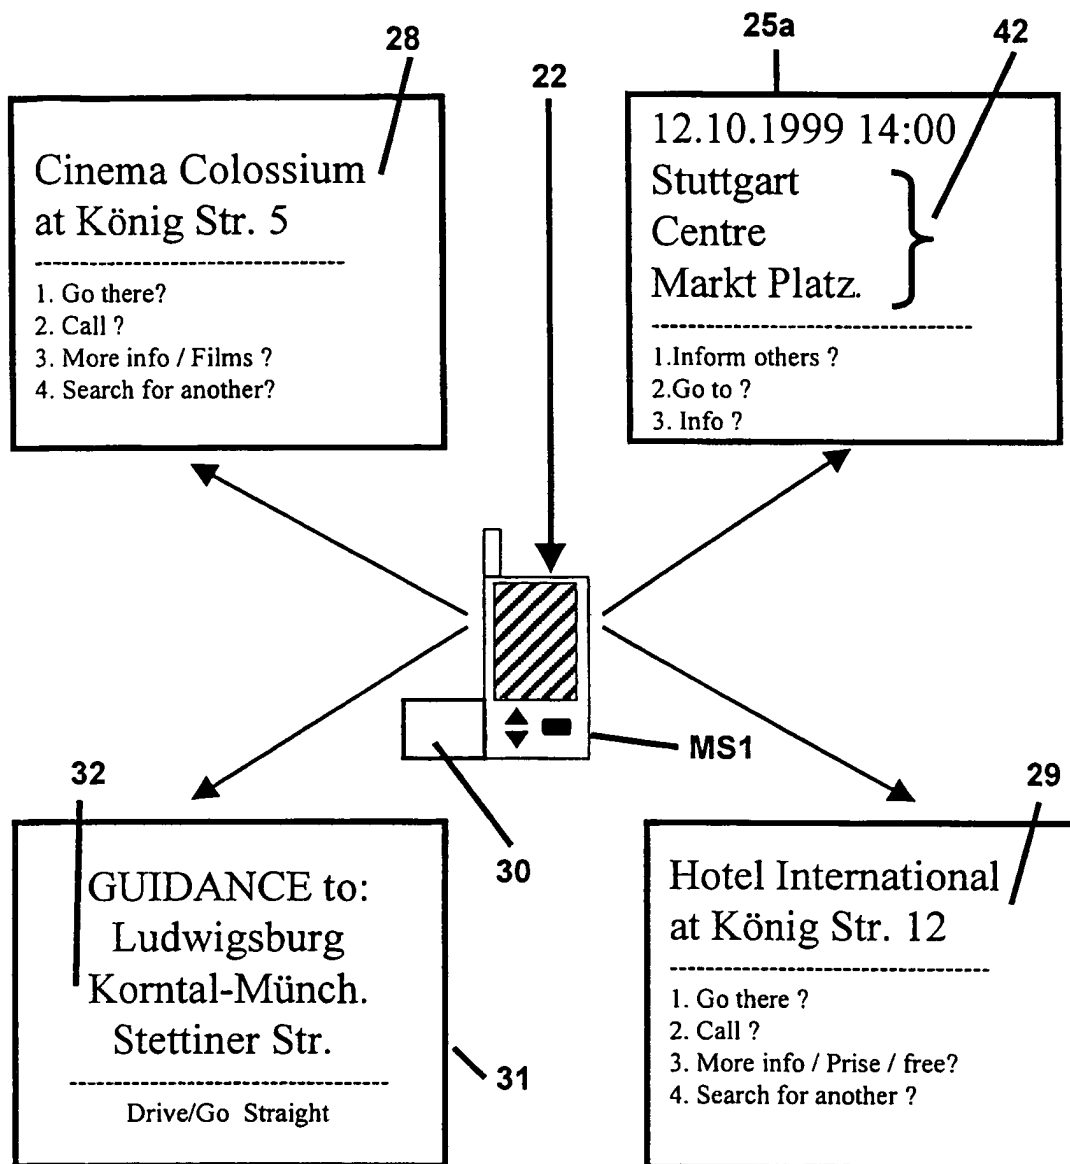 28
22
25a
42
Cinema Colossium
at König Str. 5
1. Go there?
2. Call ?
3. More info / Films ?
4. Search for another?
12.10.1999 14:00
Stuttgart
Centre
Markt Platz.
1.Inform others ?
2.Go to ?
3. Info ?
MS1
30
32
GUIDANCE to:
Ludwigsburg
Korntal-Münch.
Stettiner Str.
Drive/Go Straight
31
29
Hotel International
at König Str. 12
1. Go there ?
2. Call ?
3. More info / Prise / free?
4. Search for another ?